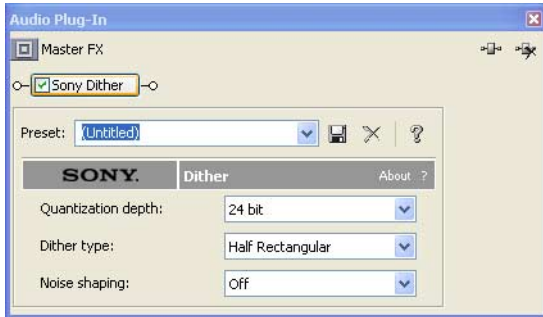 Audio Plug-In
Master FX
Sony Dither
Preset: (Untitled)
SONY. Dither About ?
Quantization depth: 24 bit
Dither type: Half Rectangular
Noise shaping: Off